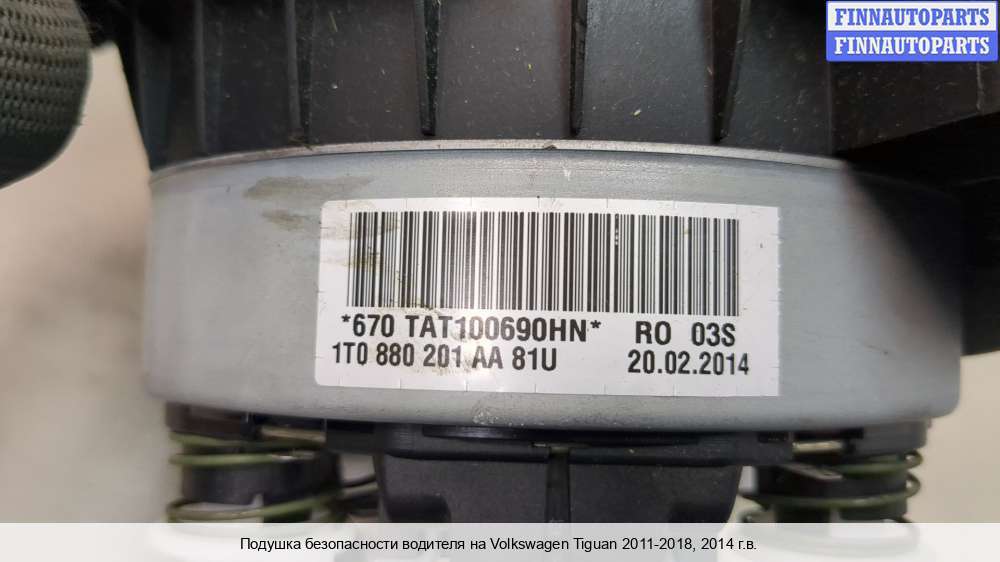 FINNAUTOPARTS
FINNAUTOPARTS
*670 TAT100690HN* RO 03S
1T0 880 201 AA 81U 20.02.2014
Подушка безопасности водителя на Volkswagen Tiguan 2011-2018, 2014 г.в.